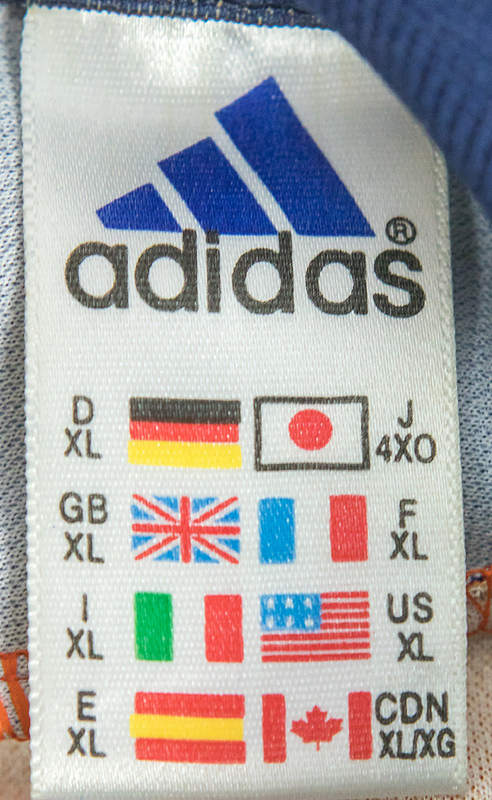 adidas®
D J
XL 4XO
GB F
XL XL
I US
XL XL
E CDN
XL XL/XG